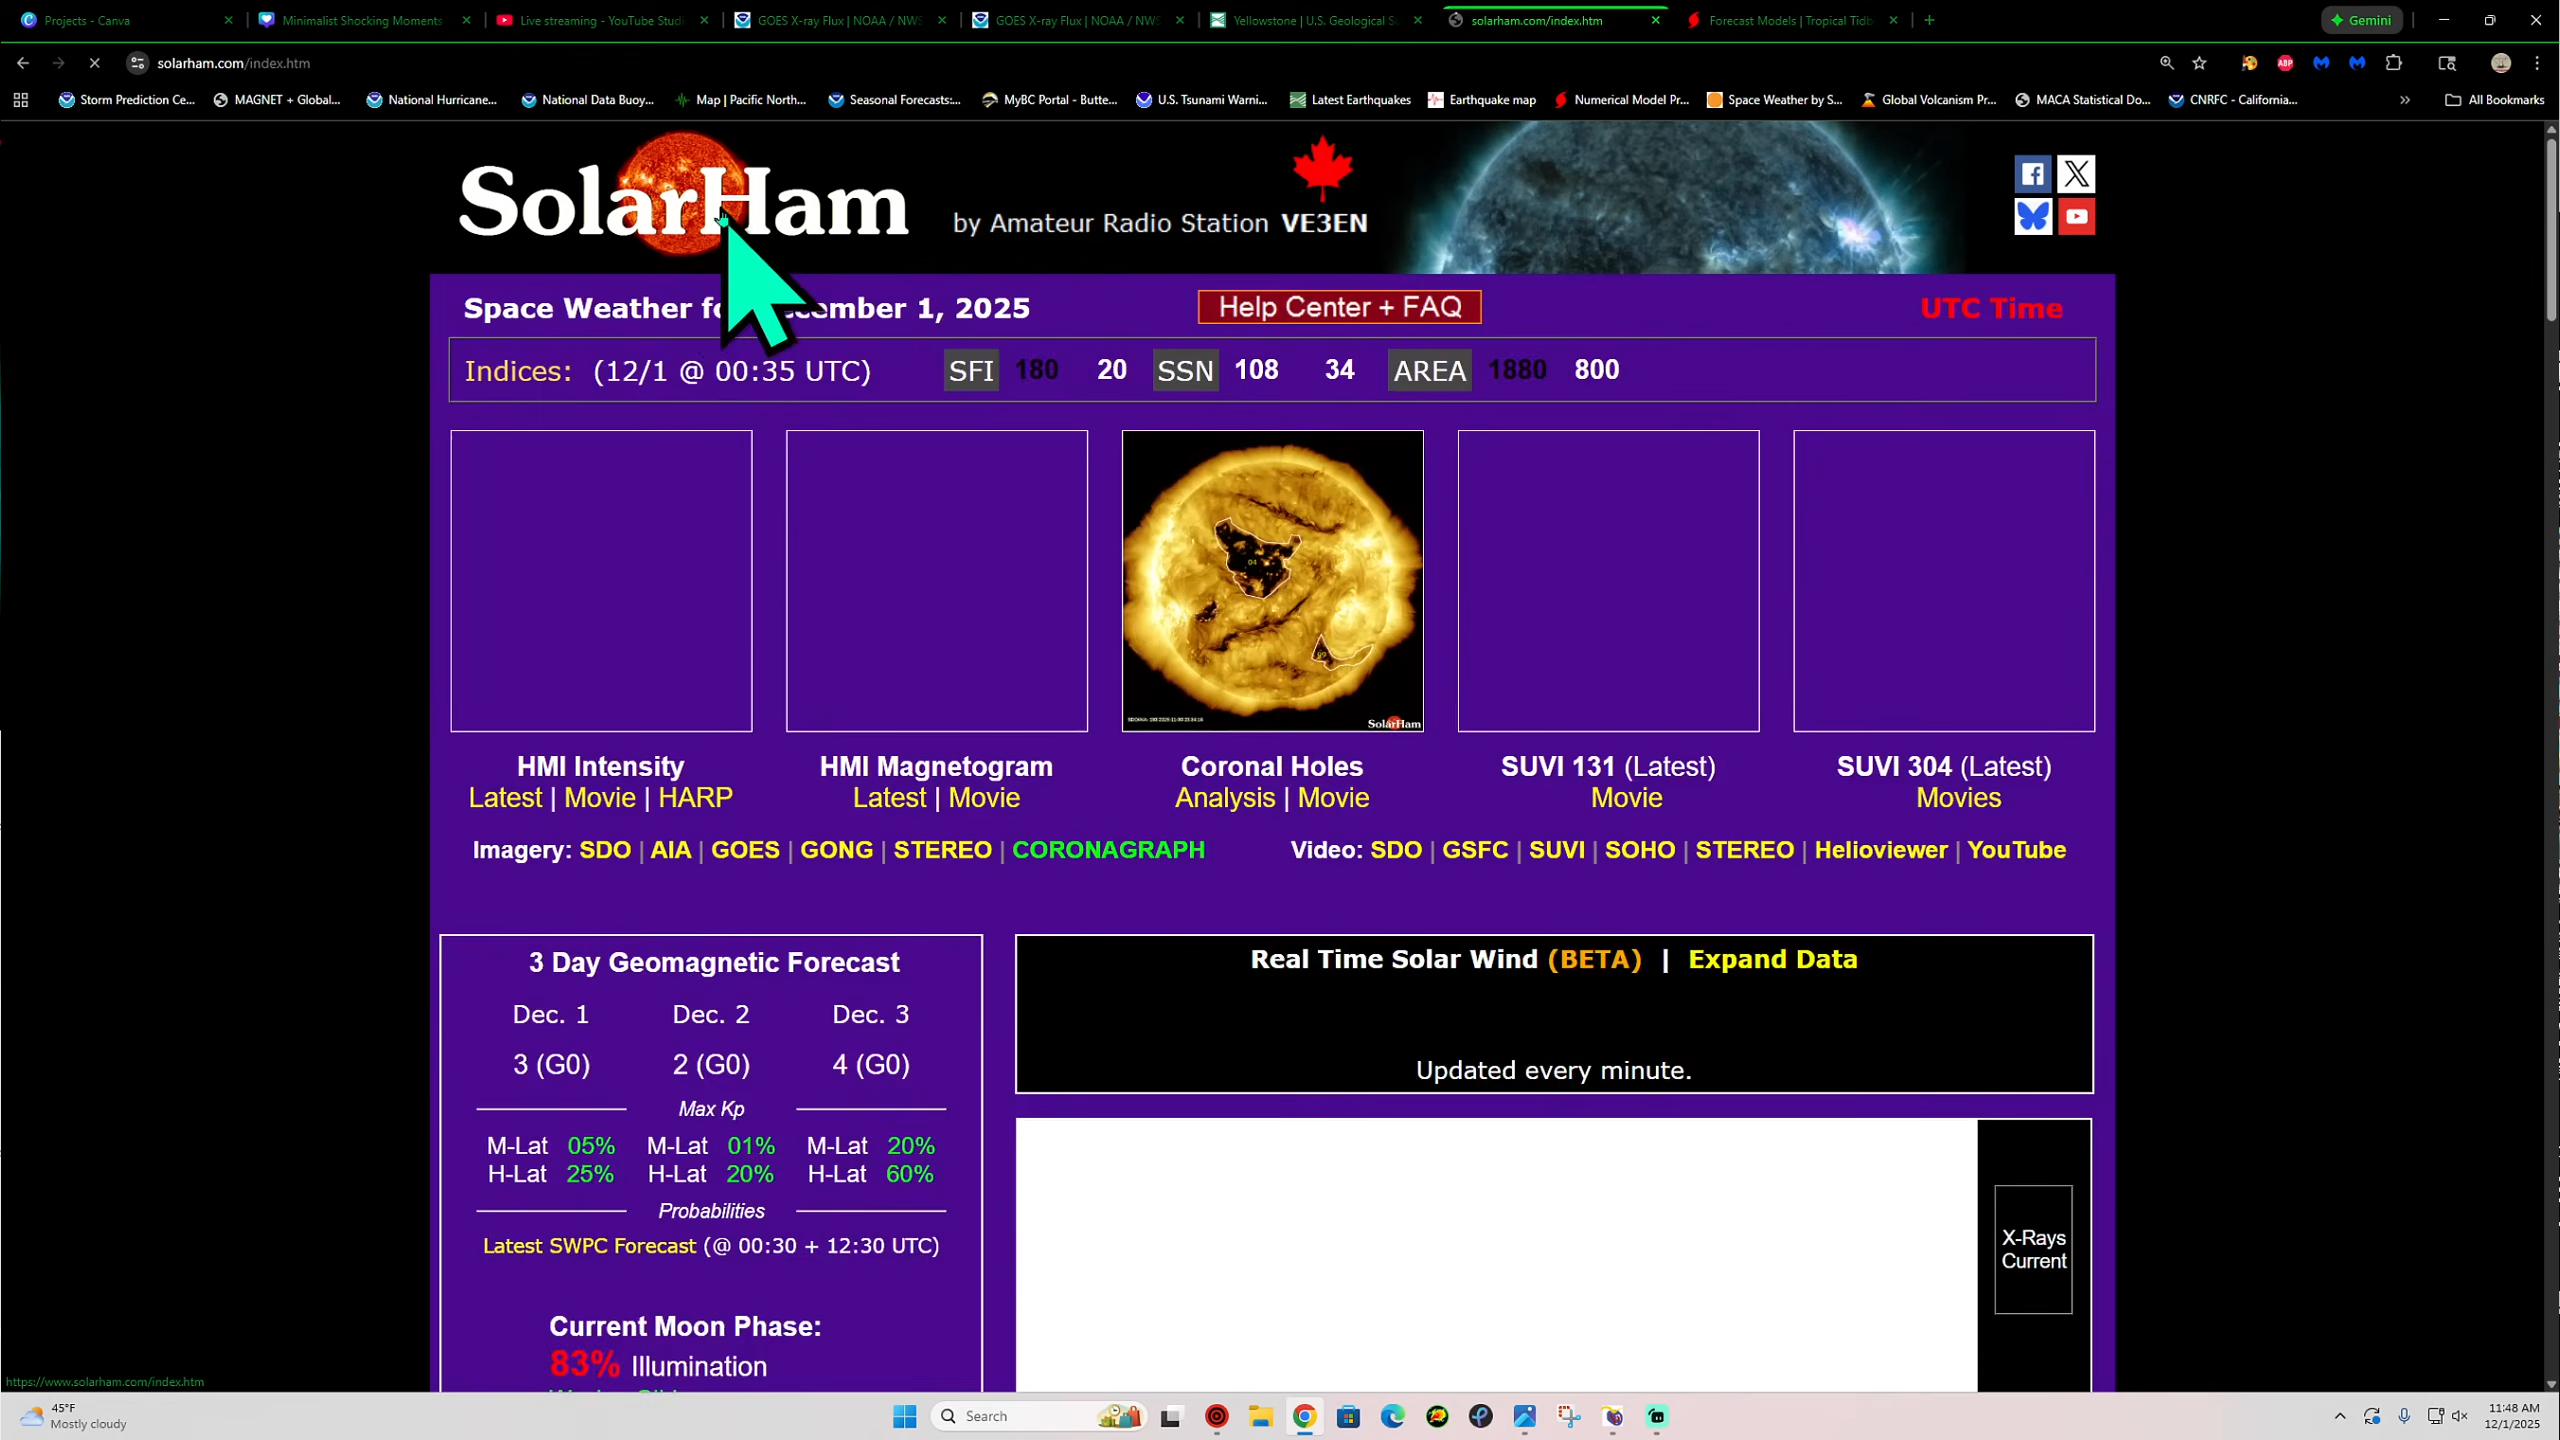 Projects - Canva
Minimalist Shocking Moments
Live streaming - YouTube Studi
GOES X-ray Flux | NOAA / NWS
GOES X-ray Flux | NOAA / NWS
Yellowstone | U.S. Geological Su
solarham.com/index.htm
Forecast Models | Tropical Tidb
Gemini
solarham.com/index.htm
ABP
Storm Prediction Ce...
MAGNET + Global...
National Hurricane...
National Data Buoy...
Map | Pacific North...
Seasonal Forecasts:...
MyBC Portal - Butte...
U.S. Tsunami Warni...
Latest Earthquakes
Earthquake map
Numerical Model Pr...
Space Weather by S...
Global Volcanism Pr...
MACA Statistical Do...
CNRFC - California...
All Bookmarks
SolarHam
by Amateur Radio Station VE3EN
Space Weather fo ecember 1, 2025
Help Center + FAQ
UTC Time
Indices: (12/1 @ 00:35 UTC) SFI 180 20 SSN 108 34 AREA 1880 800
04
SolarHam
HMI Intensity
Latest | Movie | HARP
HMI Magnetogram
Latest | Movie
Coronal Holes
Analysis | Movie
SUVI 131 (Latest)
Movie
SUVI 304 (Latest)
Movies
Imagery: SDO | AIA | GOES | GONG | STEREO | CORONAGRAPH
Video: SDO | GSFC | SUVI | SOHO | STEREO | Helioviewer | YouTube
3 Day Geomagnetic Forecast
Dec. 1 Dec. 2 Dec. 3
3 (G0) 2 (G0) 4 (G0)
Max Kp
M-Lat 05% M-Lat 01% M-Lat 20%
H-Lat 25% H-Lat 20% H-Lat 60%
Probabilities
Latest SWPC Forecast (@ 00:30 + 12:30 UTC)
Current Moon Phase:
83% Illumination
Real Time Solar Wind (BETA) | Expand Data
Updated every minute.
X-Rays
Current
https://www.solarham.com/index.htm
45°F
Mostly cloudy
Search
11:48 AM
12/1/2025